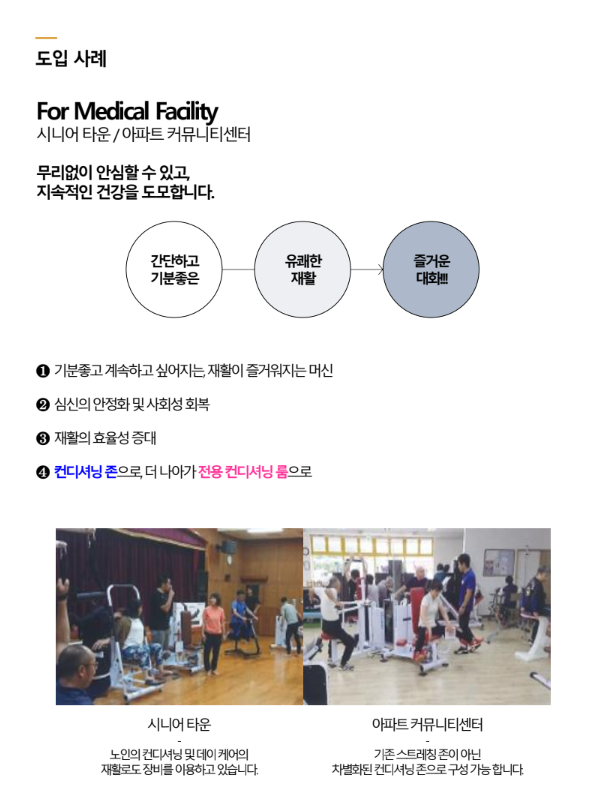 도입 사례
For Medical Facility
시니어 타운 / 아파트 커뮤니티센터
무리없이 안심할 수 있고,
지속적인 건강을 도모합니다.
간단하고
기분좋은
유쾌한
재활
즐거운
대화!!!
❶ 기분좋고 계속하고 싶어지는, 재활이 즐거워지는 머신
❷ 심신의 안정화 및 사회성 회복
❸ 재활의 효율성 증대
❹ 컨디셔닝 존으로, 더 나아가 전용 컨디셔닝 룸으로
시니어 타운
-
노인의 컨디셔닝 및 데이 케어의
재활로도 장비를 이용하고 있습니다.
아파트 커뮤니티센터
-
기존 스트레칭 존이 아닌
차별화된 컨디셔닝 존으로 구성 가능 합니다.